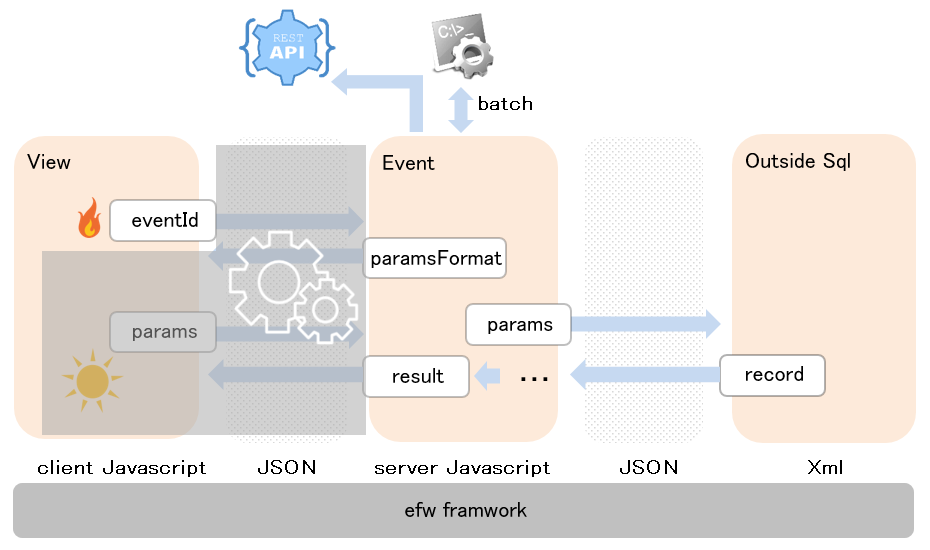 REST
API
C:\>_
batch
View
Event
Outside Sql
eventId
paramsFormat
params
params
result
...
record
client Javascript
JSON
server Javascript
JSON
Xml
efw framwork